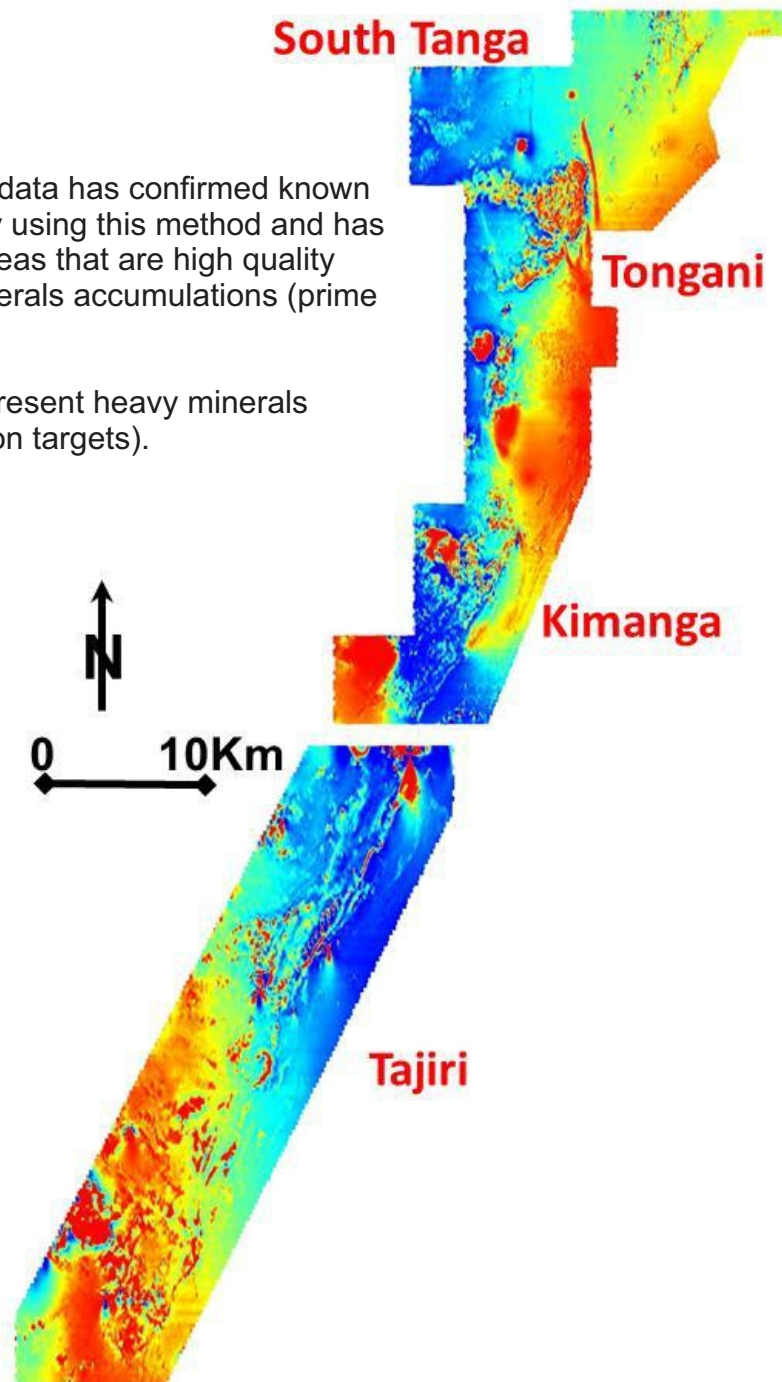 South Tanga
data has confirmed known
using this method and has
eas that are high quality
erals accumulations (prime
Tongani
resent heavy minerals
on targets).
Kimanga
N
0 10Km
Tajiri